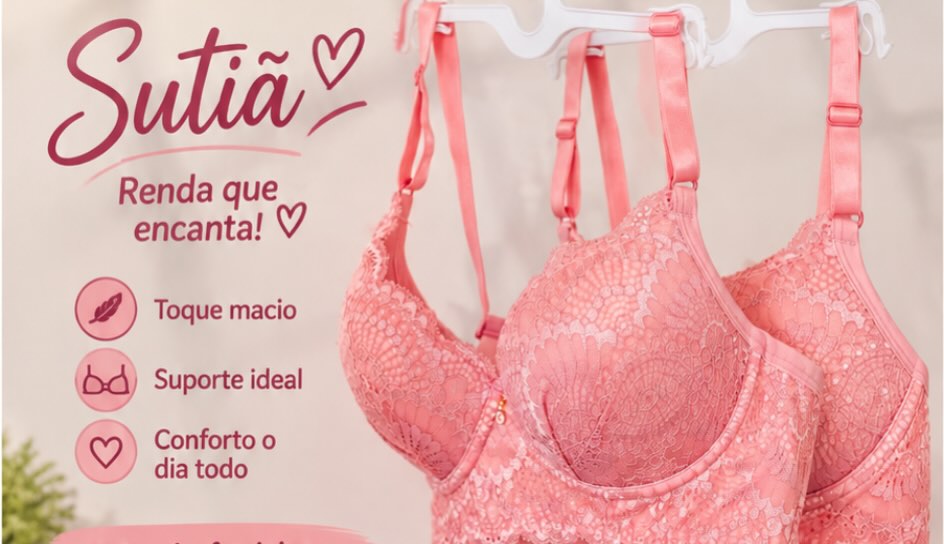 Sutiã
Renda que
encanta!
Toque macio
Suporte ideal
Conforto o
dia todo